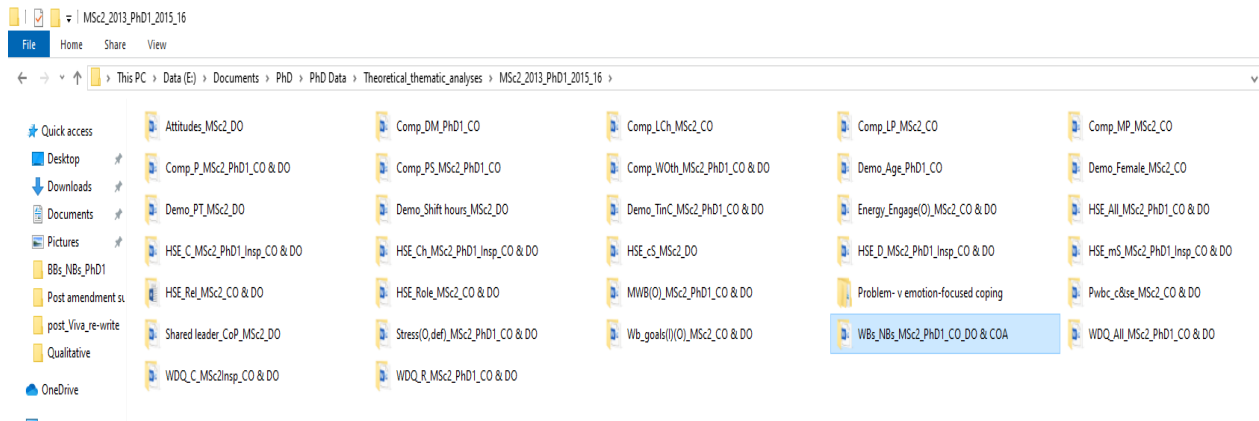 MSc2_2013_PhD1_2015_16
File Home Share View
This PC > Data (E:) > Documents > PhD > PhD Data > Theoretical_thematic_analyses > MSc2_2013_PhD1_2015_16 >
Quick access
Desktop
Downloads
Documents
Pictures
BBs_NBs_PhD1
Post amendment su
post_Viva_re-write
Qualitative
OneDrive
Attitudes_MSc2_DO Comp_DM_PhD1_CO Comp_LCh_MSc2_CO Comp_LP_MSc2_CO Comp_MP_MSc2_CO
Comp_P_MSc2_PhD1_CO & DO Comp_PS_MSc2_PhD1_CO Comp_WOth_MSc2_PhD1_CO & DO Demo_Age_PhD1_CO Demo_Female_MSc2_CO
Demo_PT_MSc2_DO Demo_Shift hours_MSc2_DO Demo_TinC_MSc2_PhD1_CO & DO Energy_Engage(O)_MSc2_CO & DO HSE_All_MSc2_PhD1_CO & DO
HSE_C_MSc2_PhD1_Insp_CO & DO HSE_Ch_MSc2_PhD1_Insp_CO & DO HSE_cS_MSc2_DO HSE_D_MSc2_PhD1_Insp_CO & DO HSE_mS_MSc2_PhD1_Insp_CO & DO
HSE_Rel_MSc2_CO & DO HSE_Role_MSc2_CO & DO MWB(O)_MSc2_PhD1_CO & DO Problem- v emotion-focused coping Pwbc_c&se_MSc2_CO & DO
Shared leader_CoP_MSc2_DO Stress(O,def)_MSc2_PhD1_CO & DO Wb_goals(I)(O)_MSc2_CO & DO WBs_NBs_MSc2_PhD1_CO_DO & COA WDQ_All_MSc2_PhD1_CO & DO
WDQ_C_MSc2Insp_CO & DO WDQ_R_MSc2_PhD1_CO & DO